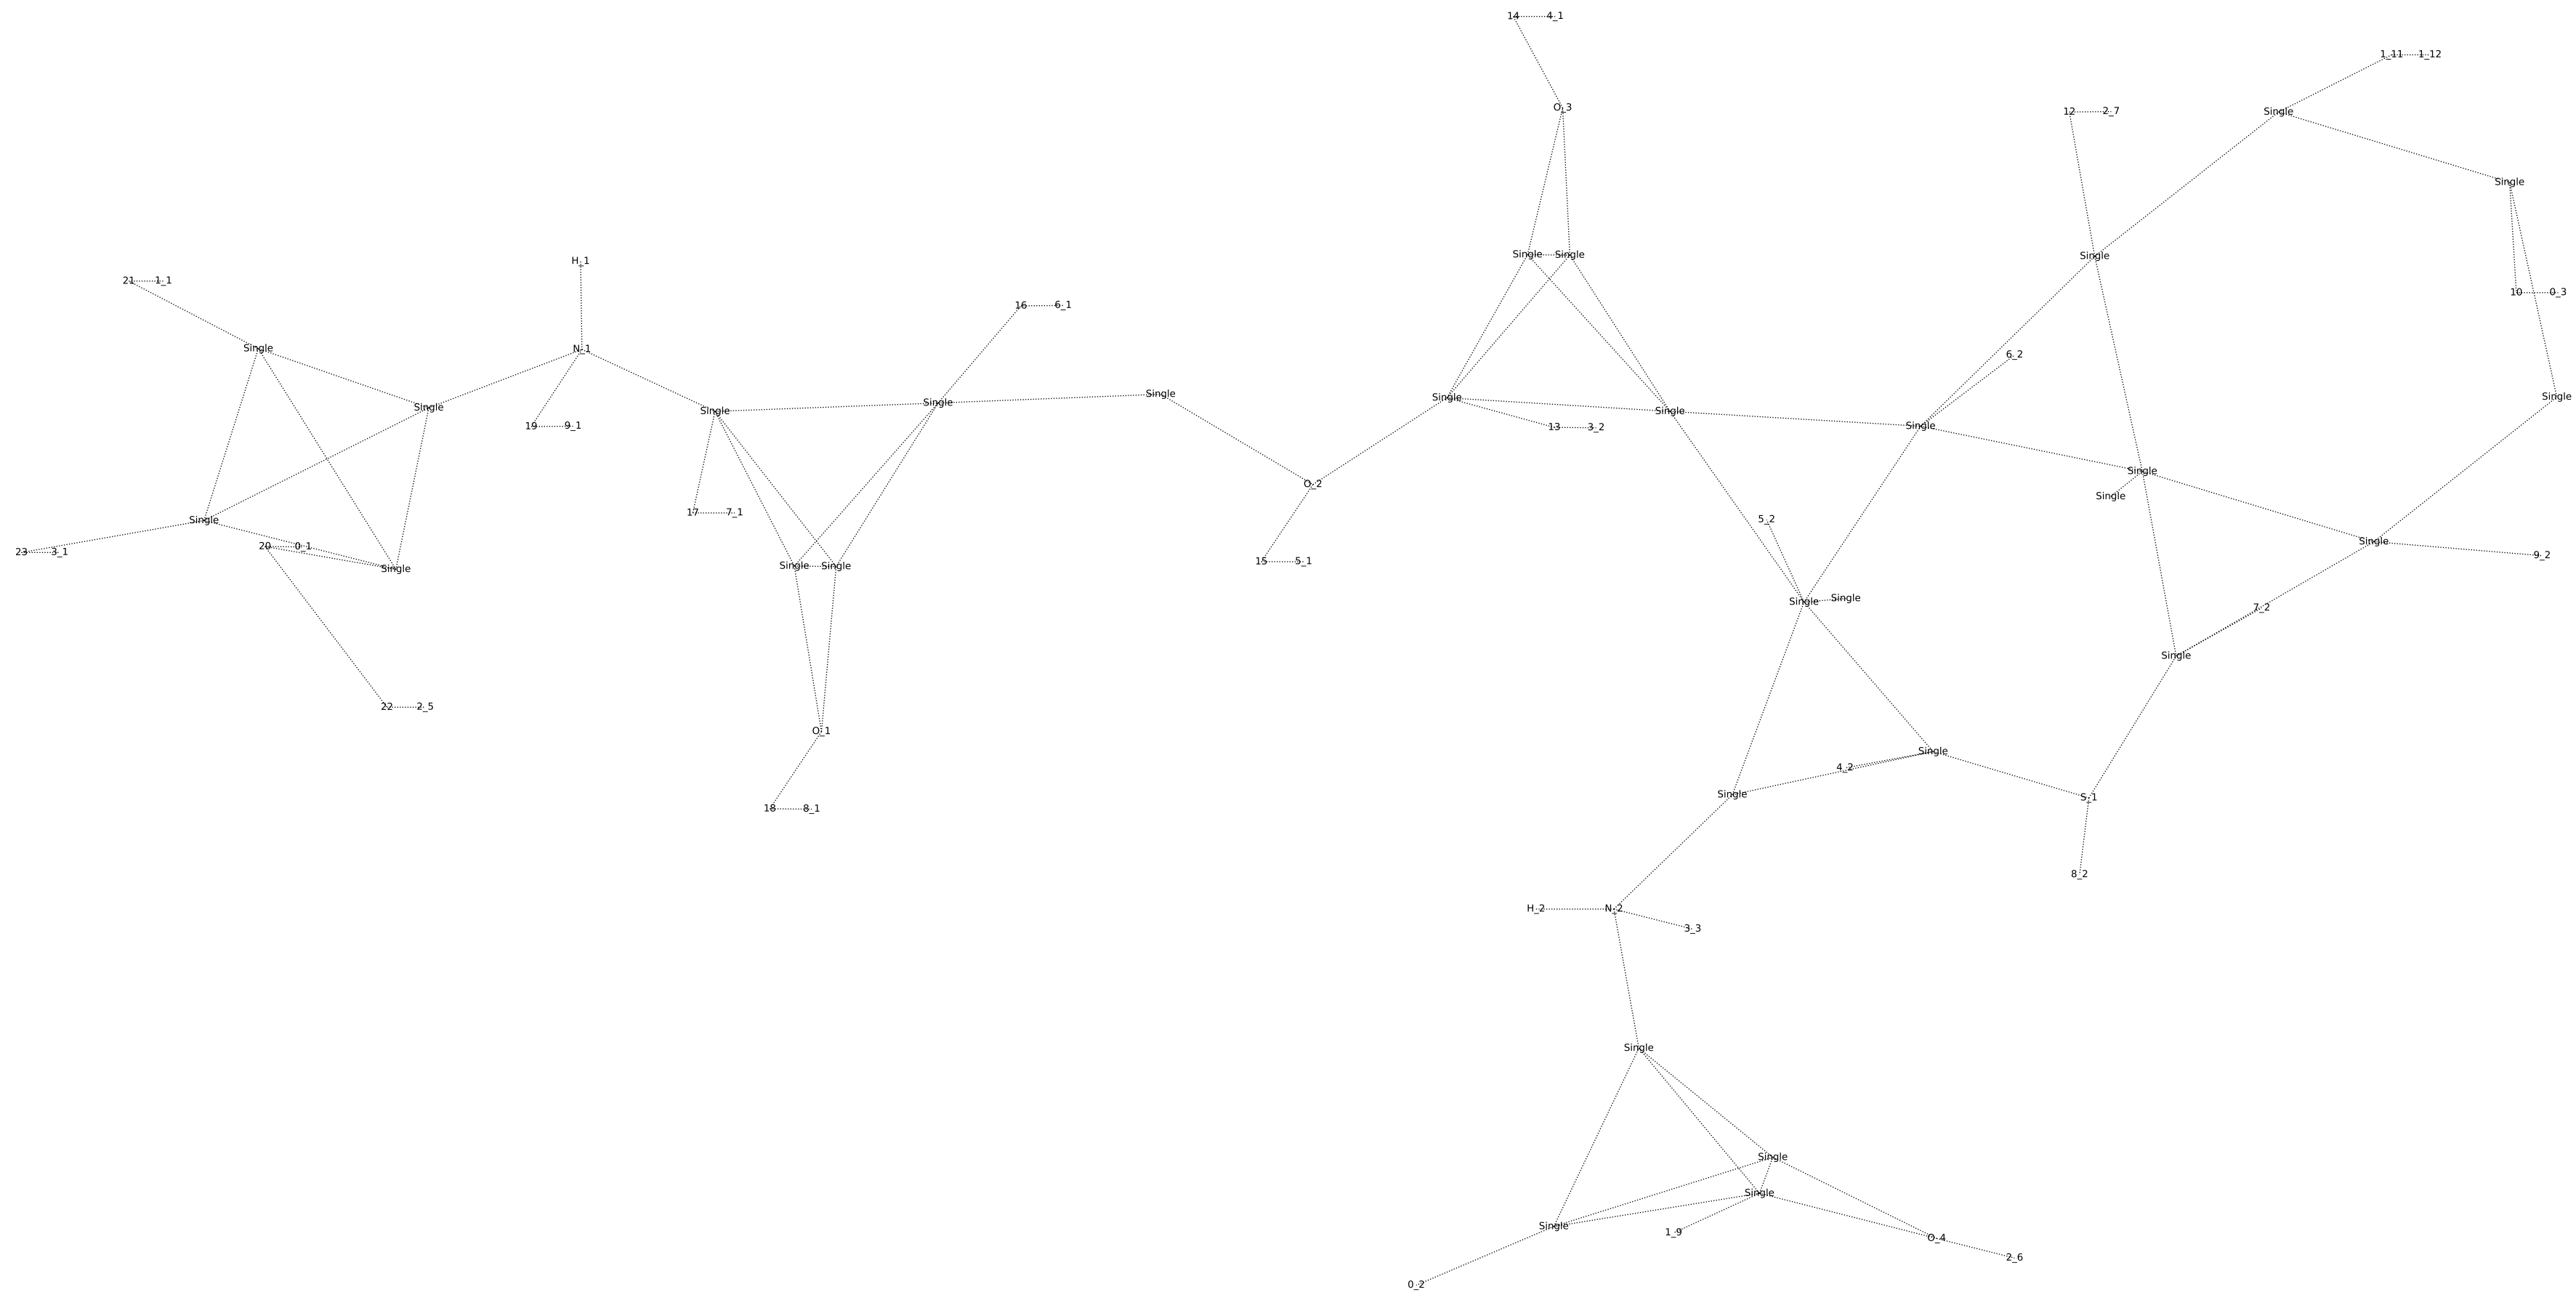 14 4_1
1_11 1_12
O_3
12 2_7
Single
Single
Single Single
Single
H_1
21 1_1
10 0_3
16 6_1
Single
N_1
6_2
Single
Single
Single
Single
Single
Single
Single
19 9_1
Single
13 3_2
Single
O_2
Single
17 7_1
5_2
Single
23 3_1
20 0_1
Single
9_2
15 5_1
Single Single
Single
Single
Single
7_2
Single
22 2_5
O_1
Single
4_2
Single
S_1
18 8_1
8_2
H_2 N_2
3_3
Single
Single
Single
Single
1_9
O_4
2_6
0_2